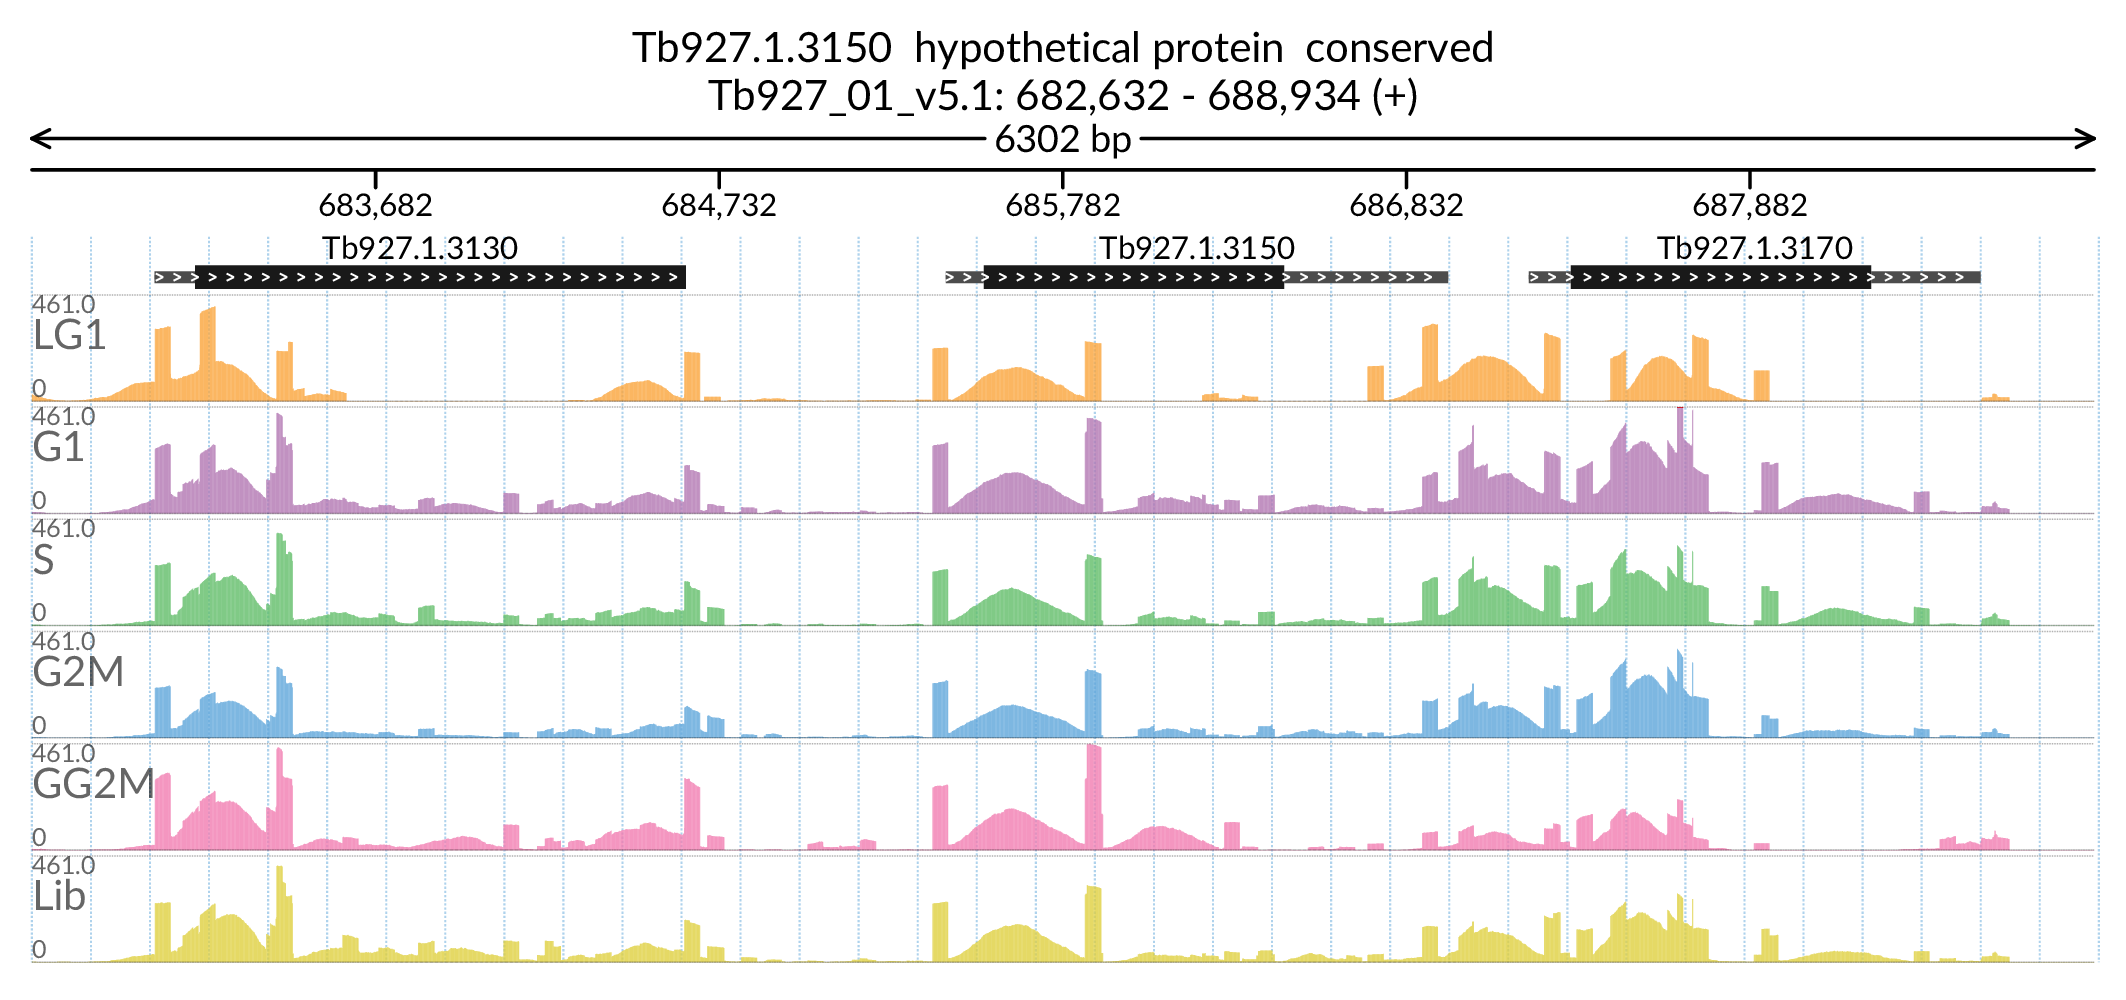 Tb927.1.3150  hypothetical protein  conserved
Tb927_01_v5.1: 682,632 - 688,934 (+)
6302 bp
683,682 684,732 685,782 686,832 687,882
Tb927.1.3130 Tb927.1.3150 Tb927.1.3170
461.0
LG1
0
461.0
G1
0
461.0
S
0
461.0
G2M
0
461.0
GG2M
0
461.0
Lib
0